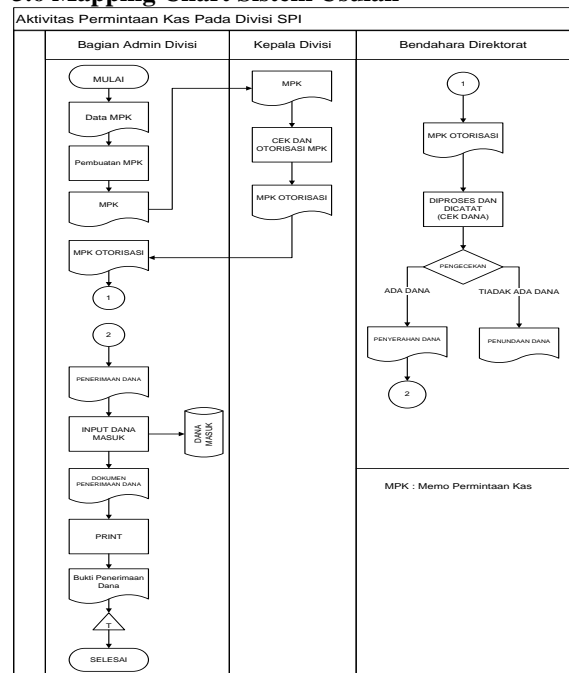 3.6 Mapping Chart Sistem Usulan
Aktivitas Permintaan Kas Pada Divisi SPI
Bagian Admin Divisi
Kepala Divisi
Bendahara Direktorat
MULAI
Data MPK
Pembuatan MPK
MPK
MPK OTORISASI
1
2
PENERIMAAN DANA
INPUT DANA
MASUK
DANA
MASUK
DOKUMEN
PENERIMAAN DANA
PRINT
Bukti Penerimaan
Dana
T
SELESAI
MPK
CEK DAN
OTORISASI MPK
MPK OTORISASI
1
MPK OTORISASI
DIPROSES DAN
DICATAT
(CEK DANA)
PENGECEKAN
ADA DANA
TIADAK ADA DANA
PENYERAHAN DANA
PENUNDAAN DANA
2
MPK : Memo Permintaan Kas